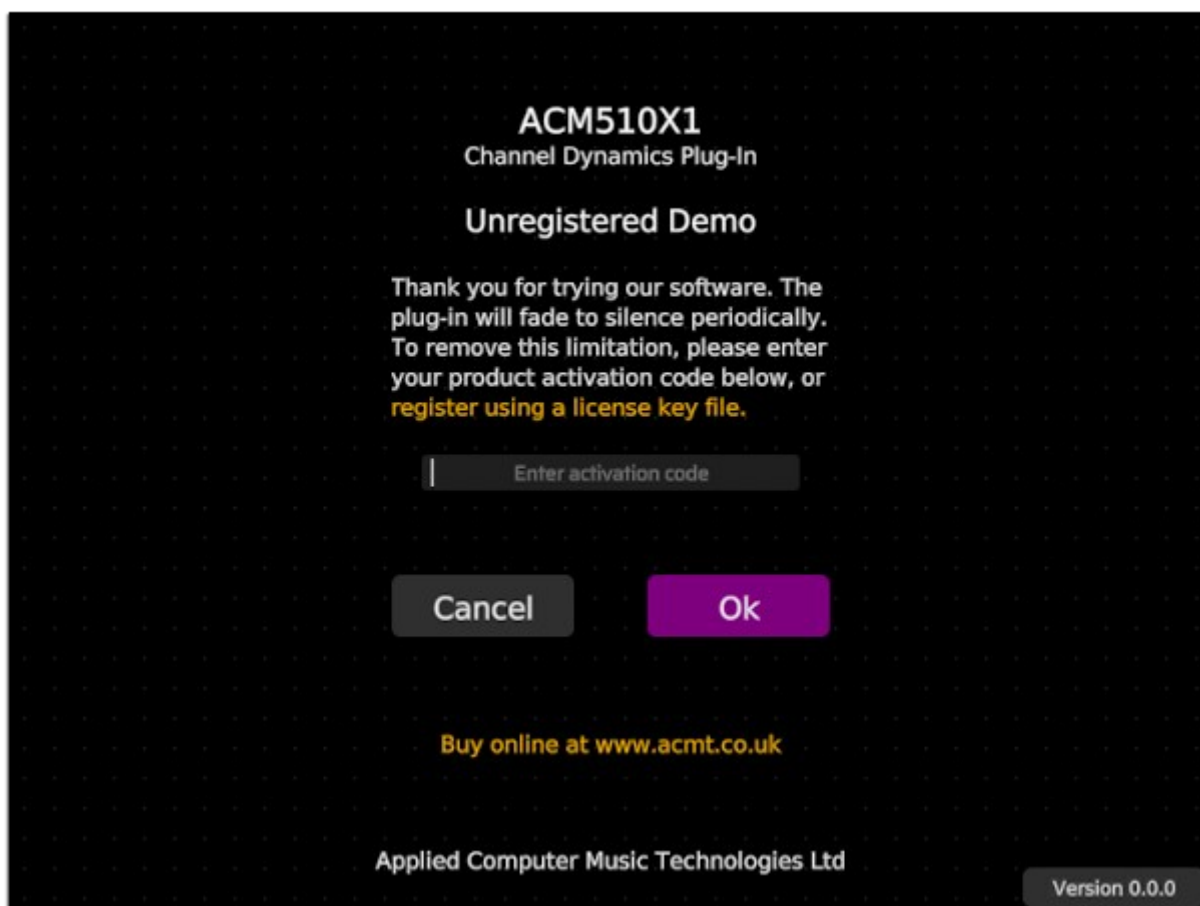 ACM510X1
Channel Dynamics Plug-In
Unregistered Demo
Thank you for trying our software. The
plug-in will fade to silence periodically.
To remove this limitation, please enter
your product activation code below, or
register using a license key file.
Enter activation code
Cancel
Ok
Buy online at www.acmt.co.uk
Applied Computer Music Technologies Ltd
Version 0.0.0